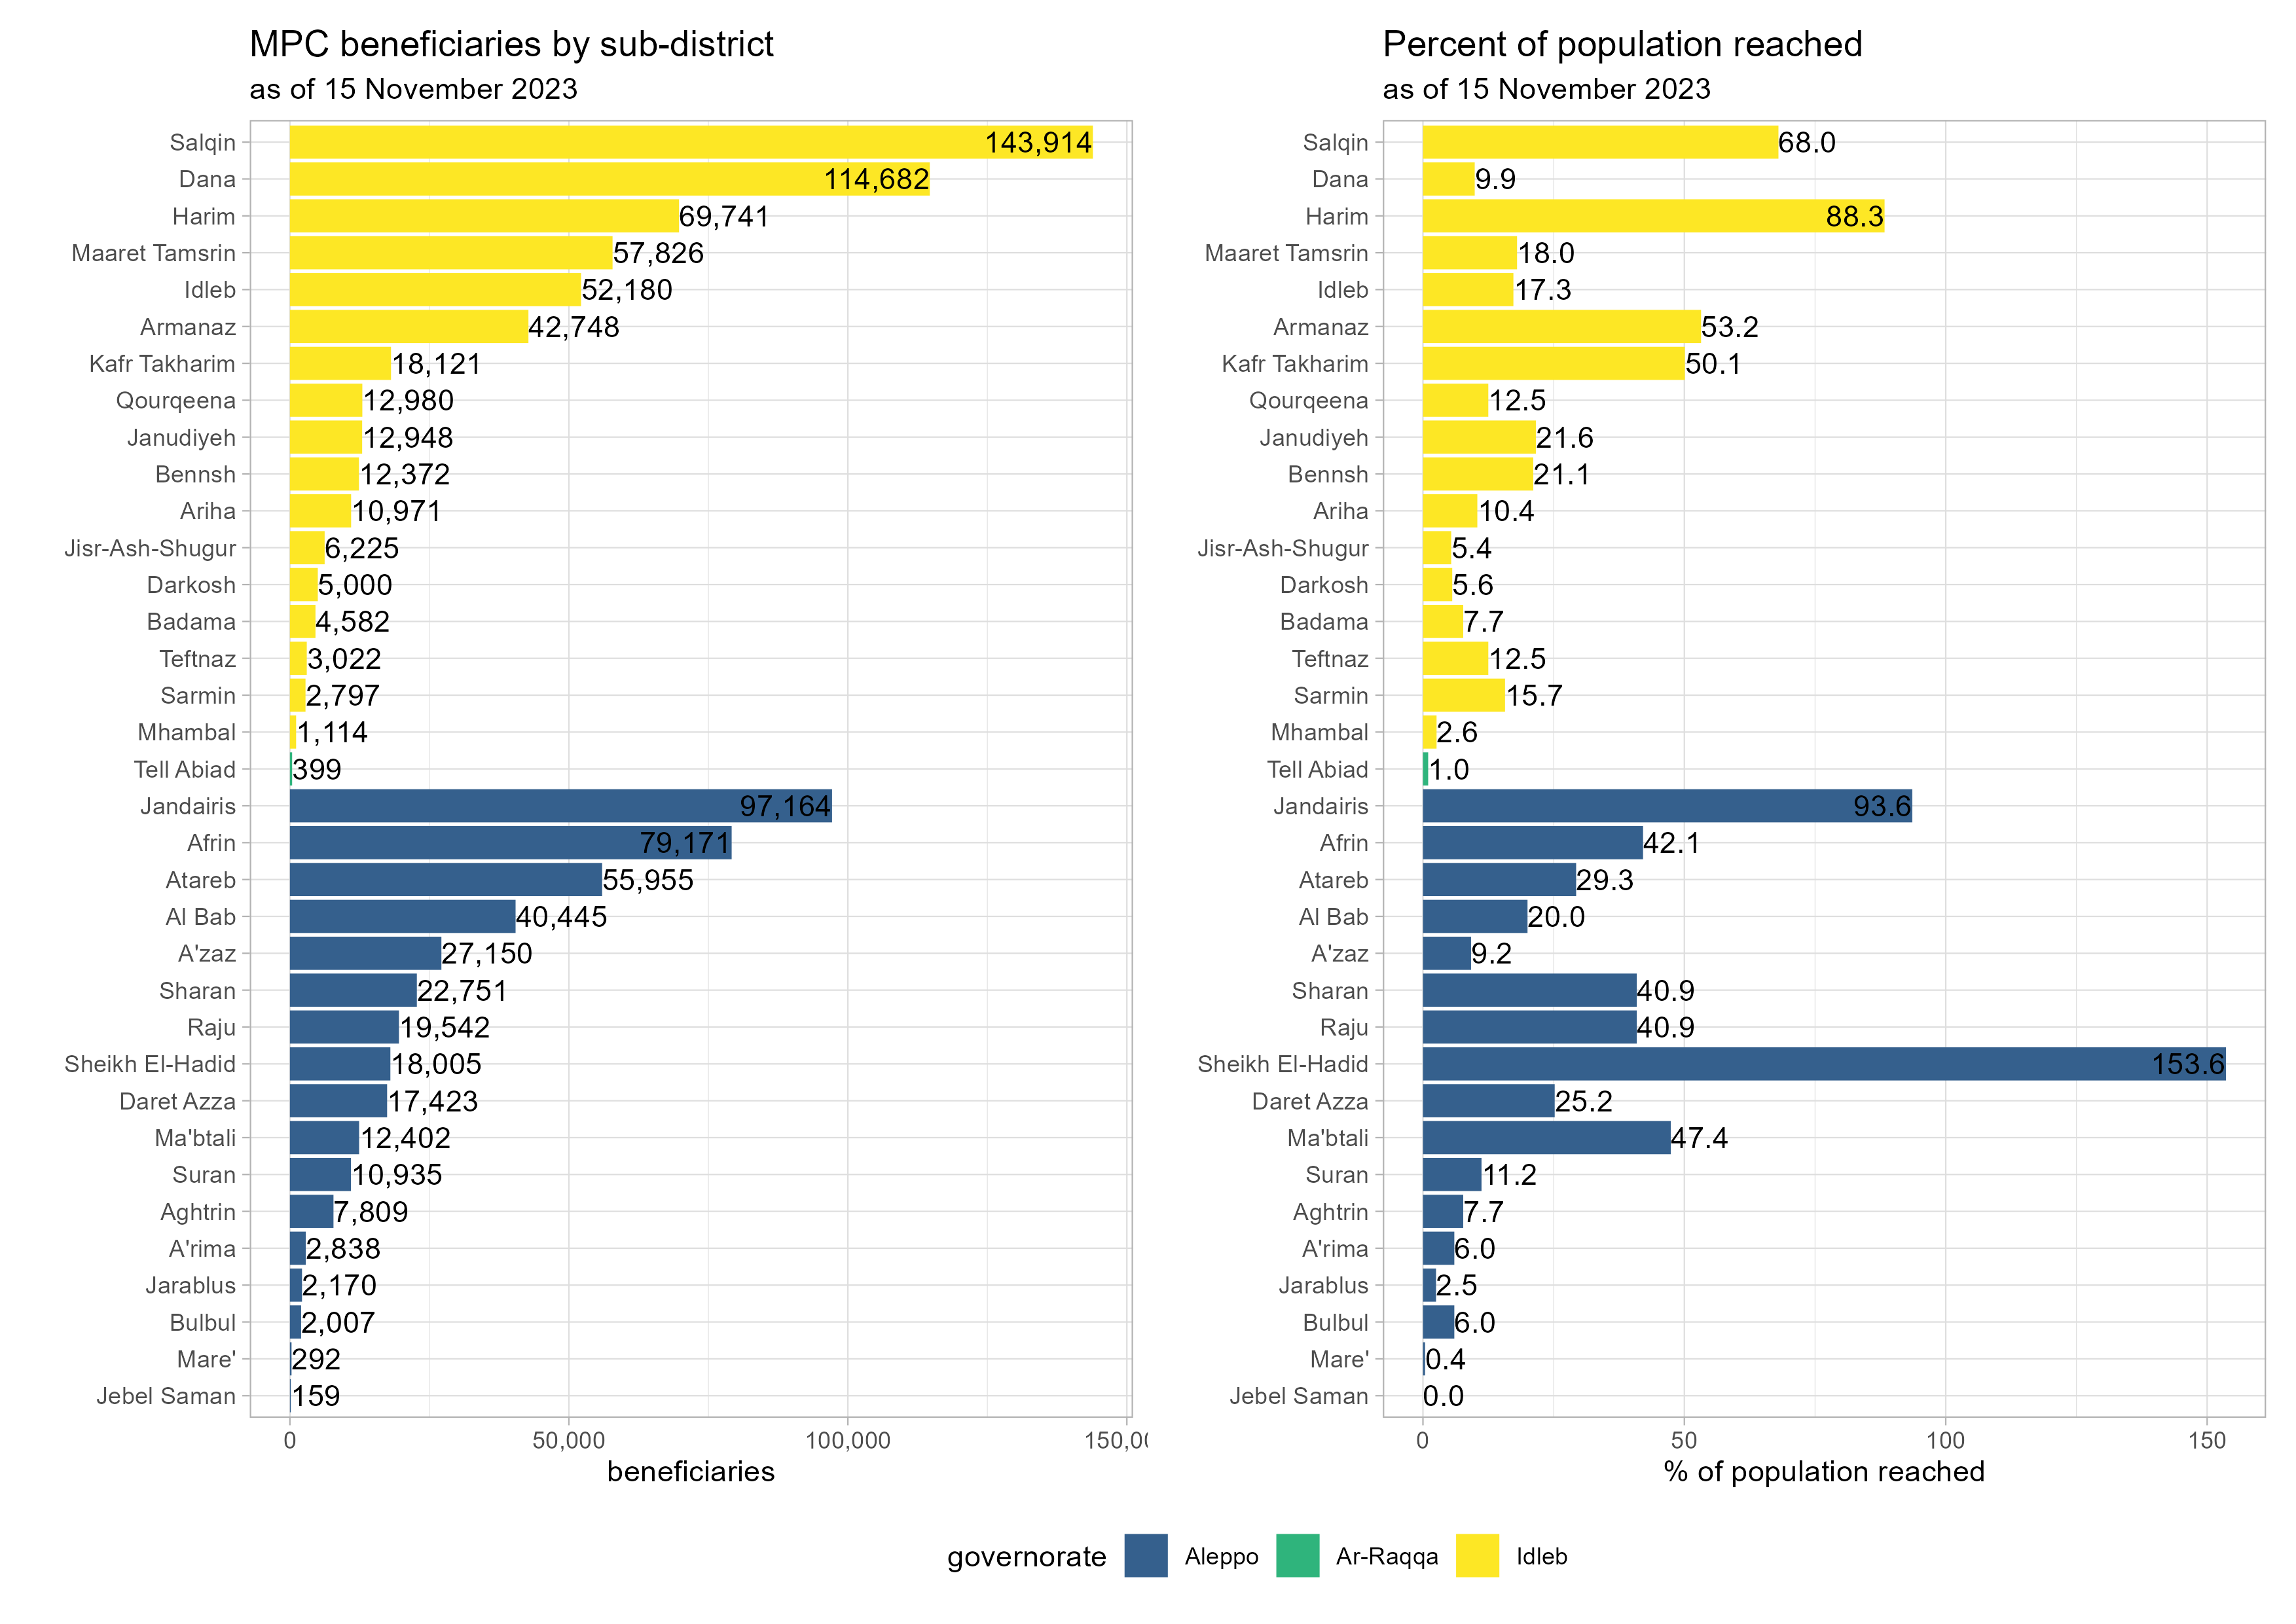 MPC beneficiaries by sub-district
as of 15 November 2023
Salqin 143,914
Dana 114,682
Harim 69,741
Maaret Tamsrin 57,826
Idleb 52,180
Armanaz 42,748
Kafr Takharim 18,121
Qourqeena 12,980
Janudiyeh 12,948
Bennsh 12,372
Ariha 10,971
Jisr-Ash-Shugur 6,225
Darkosh 5,000
Badama 4,582
Teftnaz 3,022
Sarmin 2,797
Mhambal 1,114
Tell Abiad 399
Jandairis 97,164
Afrin 79,171
Atareb 55,955
Al Bab 40,445
A'zaz 27,150
Sharan 22,751
Raju 19,542
Sheikh El-Hadid 18,005
Daret Azza 17,423
Ma'btali 12,402
Suran 10,935
Aghtrin 7,809
A'rima 2,838
Jarablus 2,170
Bulbul 2,007
Mare' 292
Jebel Saman 159
0 50,000 100,000 150,0
beneficiaries
Percent of population reached
as of 15 November 2023
Salqin 68.0
Dana 9.9
Harim 88.3
Maaret Tamsrin 18.0
Idleb 17.3
Armanaz 53.2
Kafr Takharim 50.1
Qourqeena 12.5
Janudiyeh 21.6
Bennsh 21.1
Ariha 10.4
Jisr-Ash-Shugur 5.4
Darkosh 5.6
Badama 7.7
Teftnaz 12.5
Sarmin 15.7
Mhambal 2.6
Tell Abiad 1.0
Jandairis 93.6
Afrin 42.1
Atareb 29.3
Al Bab 20.0
A'zaz 9.2
Sharan 40.9
Raju 40.9
Sheikh El-Hadid 153.6
Daret Azza 25.2
Ma'btali 47.4
Suran 11.2
Aghtrin 7.7
A'rima 6.0
Jarablus 2.5
Bulbul 6.0
Mare' 0.4
Jebel Saman 0.0
0 50 100 150
% of population reached
governorate Aleppo Ar-Raqqa Idleb